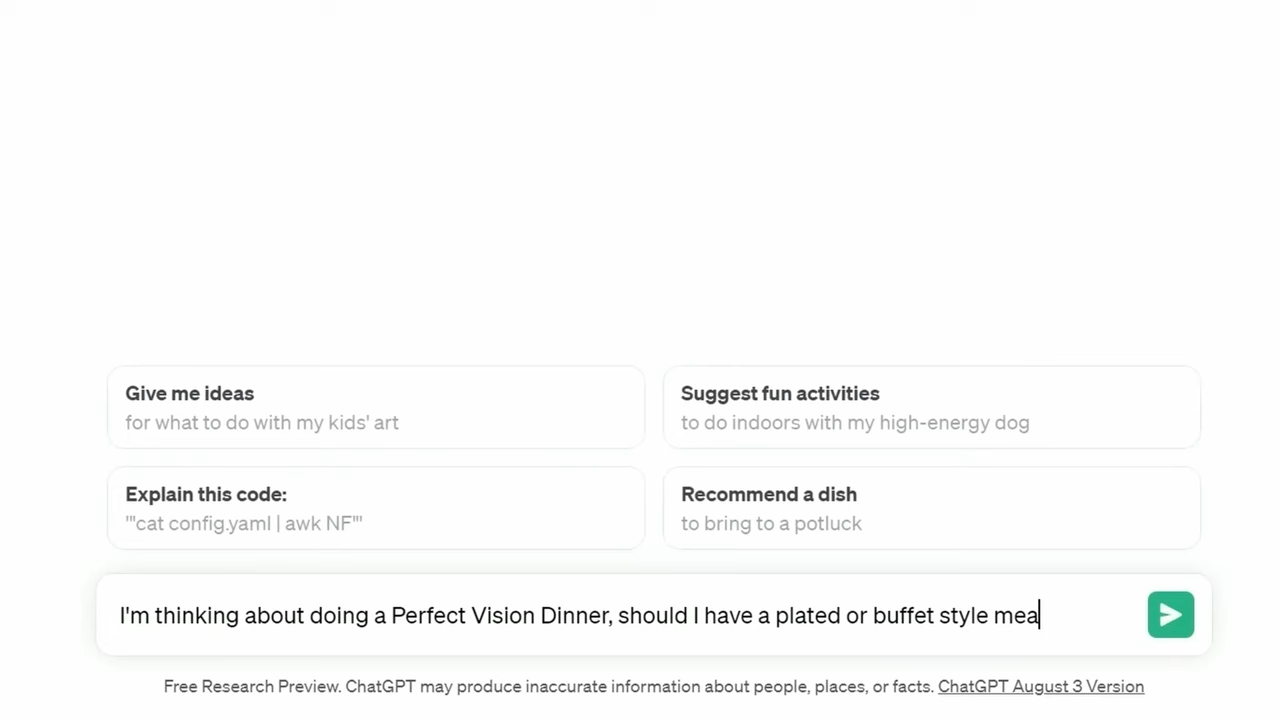 Give me ideas
for what to do with my kids' art
Suggest fun activities
to do indoors with my high-energy dog
Explain this code:
"'cat config.yaml | awk NF'"
Recommend a dish
to bring to a potluck
I'm thinking about doing a Perfect Vision Dinner, should I have a plated or buffet style mea
Free Research Preview. ChatGPT may produce inaccurate information about people, places, or facts. ChatGPT August 3 Version